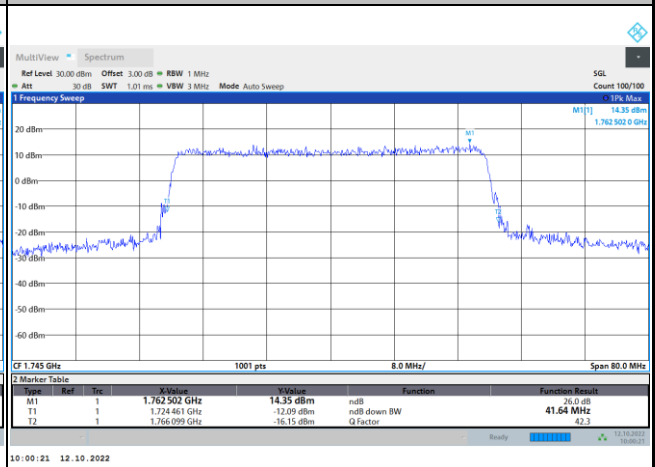 MultiView Spectrum
Ref Level 30.00 dBm Offset 3.00 dB RBW 1 MHz SGL
Att 30 dB SWT 1.01 ms VBW 3 MHz Mode Auto Sweep Count 100/100
1 Frequency Sweep 1Pk Max
M1[1] 14.35 dBm
1.762 502 0 GHz
20 dBm
M1
10 dBm
0 dBm
T1
-10 dBm
T2
-20 dBm
-30 dBm
-40 dBm
-50 dBm
-60 dBm
CF 1.745 GHz 1001 pts 8.0 MHz/ Span 80.0 MHz
2 Marker Table
Type Ref Trc X-Value Y-Value Function Function Result
M1 1 1.762 502 GHz 14.35 dBm ndB 26.0 dB
T1 1 1.724 461 GHz -12.09 dBm ndB down BW 41.64 MHz
T2 1 1.766 099 GHz -16.15 dBm Q Factor 42.3
Ready 12.10.2022
10:00:21
10:00:21 12.10.2022